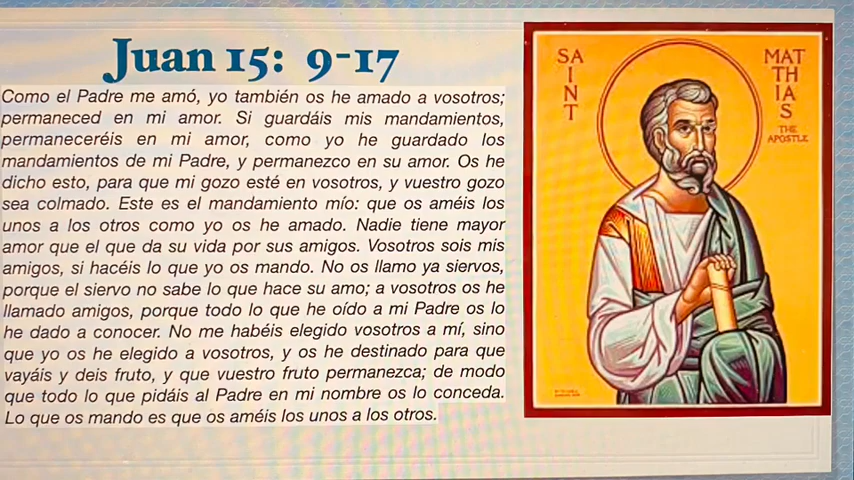 Juan 15: 9-17
Como el Padre me amó, yo también os he amado a vosotros;
permaneced en mi amor. Si guardáis mis mandamientos,
permaneceréis en mi amor, como yo he guardado los
mandamientos de mi Padre, y permanezco en su amor. Os he
dicho esto, para que mi gozo esté en vosotros, y vuestro gozo
sea colmado. Este es el mandamiento mío: que os améis los
unos a los otros como yo os he amado. Nadie tiene mayor
amor que el que da su vida por sus amigos. Vosotros sois mis
amigos, si hacéis lo que yo os mando. No os llamo ya siervos,
porque el siervo no sabe lo que hace su amo; a vosotros os he
llamado amigos, porque todo lo que he oído a mi Padre os lo
he dado a conocer. No me habéis elegido vosotros a mí, sino
que yo os he elegido a vosotros, y os he destinado para que
vayáis y deis fruto, y que vuestro fruto permanezca; de modo
que todo lo que pidáis al Padre en mi nombre os lo conceda.
Lo que os mando es que os améis los unos a los otros.
SA
I
N
T
MAT
TH
IA
S
THE
APOSTLE